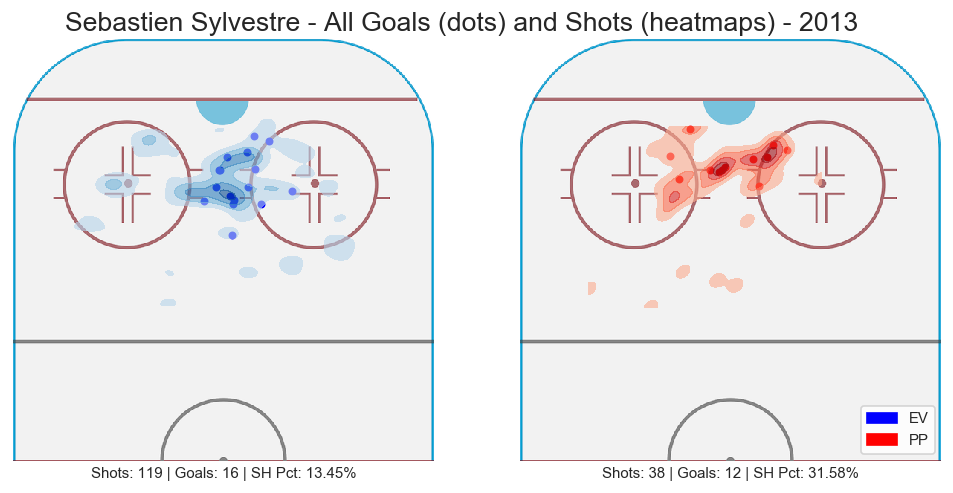 Sebastien Sylvestre - All Goals (dots) and Shots (heatmaps) - 2013
EV
PP
Shots: 119 | Goals: 16 | SH Pct: 13.45%
Shots: 38 | Goals: 12 | SH Pct: 31.58%